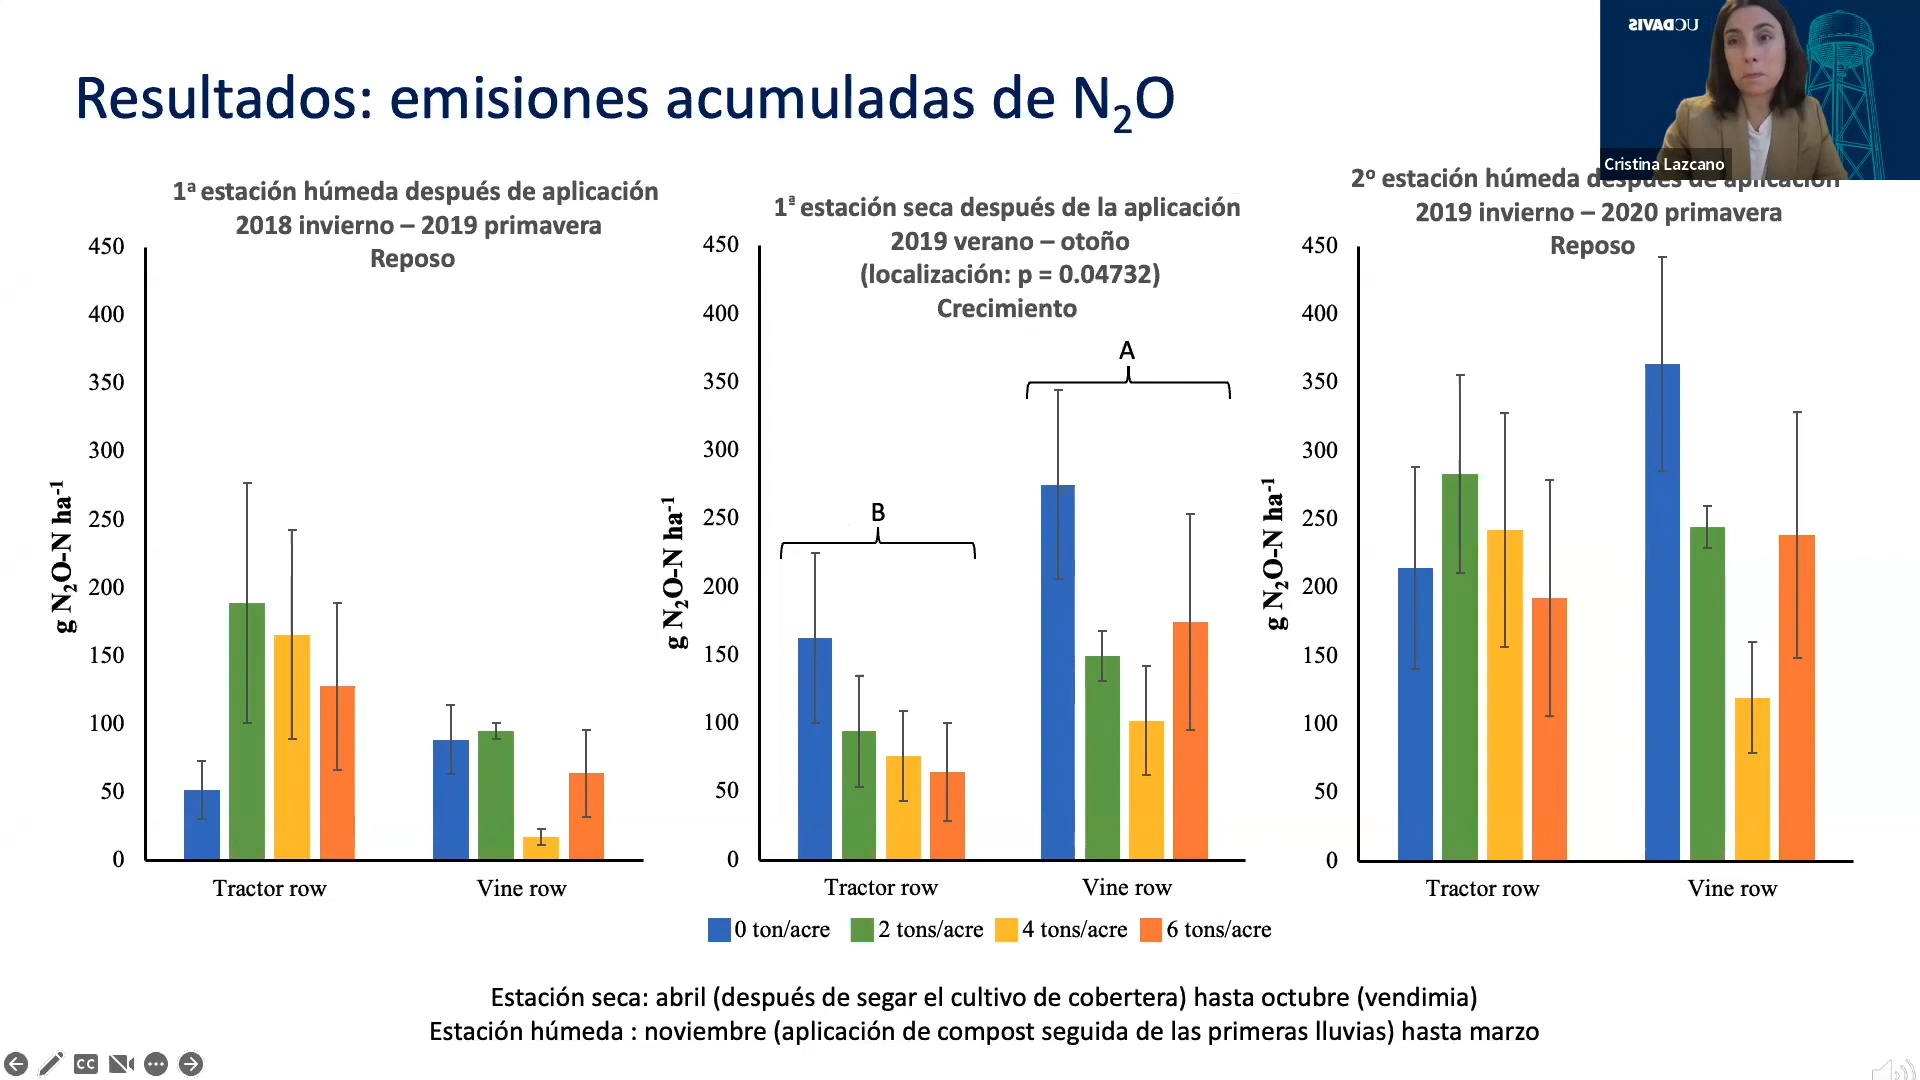 UCDAVIS
Cristina Lazcano
Resultados: emisiones acumuladas de N₂O
1ª estación húmeda después de aplicación
2018 invierno – 2019 primavera
Reposo
450
400
350
300
250
200
150
100
50
0
g N₂O-N ha⁻¹
Tractor row
Vine row
1ª estación seca después de la aplicación
2019 verano – otoño
(localización: p = 0.04732)
Crecimiento
450
400
350
300
250
200
150
100
50
0
g N₂O-N ha⁻¹
B
A
Tractor row
Vine row
2º estación húmeda después de aplicación
2019 invierno – 2020 primavera
Reposo
450
400
350
300
250
200
150
100
50
0
g N₂O-N ha⁻¹
Tractor row
Vine row
0 ton/acre 2 tons/acre 4 tons/acre 6 tons/acre
Estación seca: abril (después de segar el cultivo de cobertera) hasta octubre (vendimia)
Estación húmeda : noviembre (aplicación de compost seguida de las primeras lluvias) hasta marzo
CC